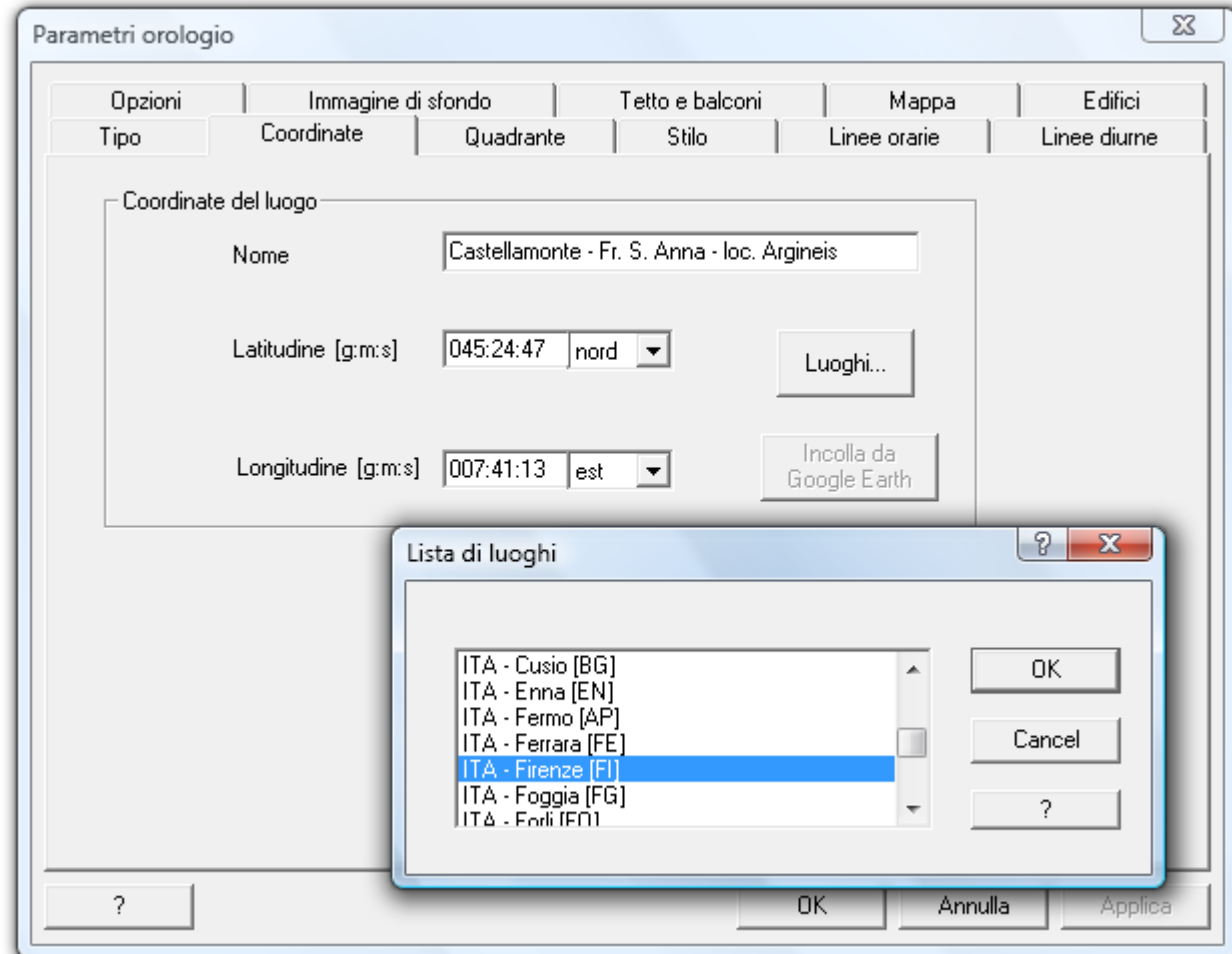 Parametri orologio
Opzioni Immagine di sfondo Tetto e balconi Mappa Edifici
Tipo Coordinate Quadrante Stilo Linee orarie Linee diurne
Coordinate del luogo
Nome Castellamonte - Fr. S. Anna - loc. Argineis
Latitudine [g:m:s] 045:24:47 nord Luoghi...
Longitudine [g:m:s] 007:41:13 est Incolla da
Google Earth
Lista di luoghi ?
ITA - Cusio [BG]
ITA - Enna [EN]
ITA - Fermo [AP]
ITA - Ferrara [FE]
ITA - Firenze [FI]
ITA - Foggia [FG]
ITA - Forlì [FO]
OK
Cancel
?
? OK Annulla Applica